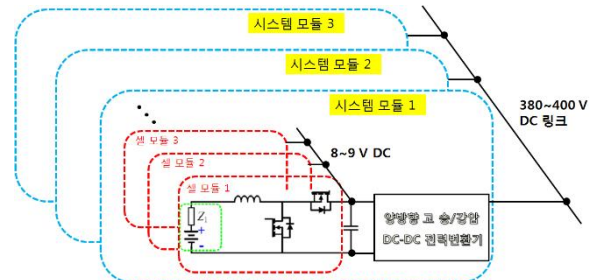 시스템 모듈 3
시스템 모듈 2
시스템 모듈 1
380~400 V
DC 링크
셀 모듈 3
8~9 V DC
셀 모듈 2
셀 모듈 1
Z₁
+
-
양방향 고 승/강압
DC-DC 전력변환기